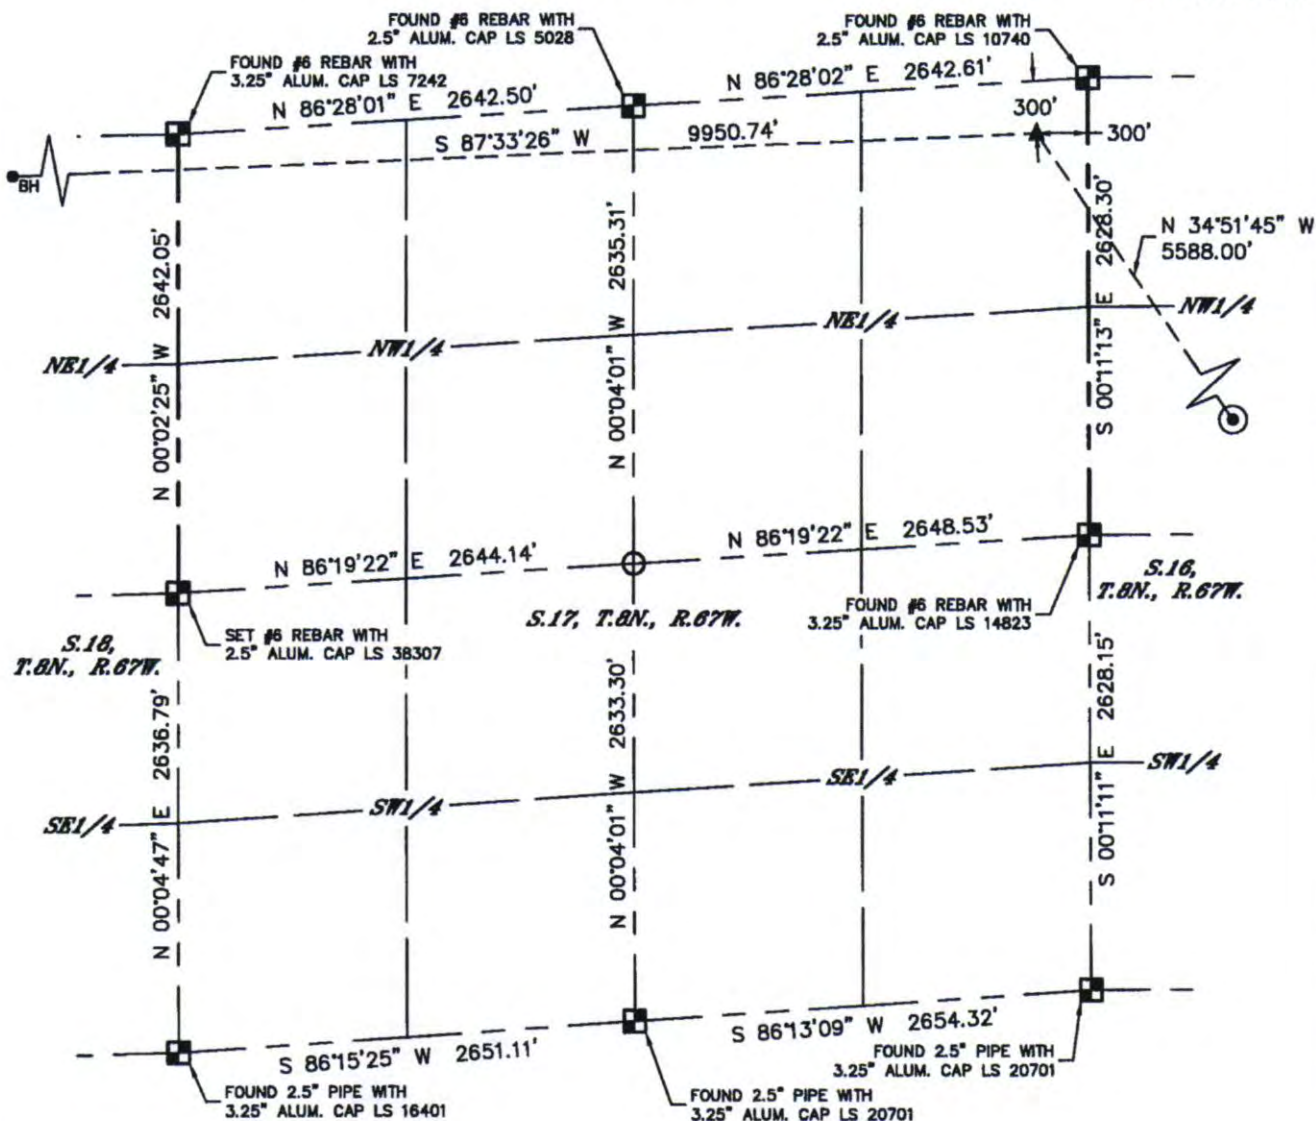 FOUND #6 REBAR WITH
2.5" ALUM. CAP LS 5028
FOUND #6 REBAR WITH
2.5" ALUM. CAP LS 10740
FOUND #6 REBAR WITH
3.25" ALUM. CAP LS 7242
N 86°28'01" E 2642.50'
N 86°28'02" E 2642.61'
300'
300'
S 87°33'26" W 9950.74'
BH
N 34°51'45" W
5588.00'
N 00°02'25" W 2642.05'
N 00°04'01" W 2635.31'
S 00°11'13" E 2628.30'
NE1/4
NW1/4
NE1/4
NW1/4
N 86°19'22" E 2644.14'
N 86°19'22" E 2648.53'
S.16,
T.8N., R.67W.
S.17, T.8N., R.67W.
FOUND #6 REBAR WITH
3.25" ALUM. CAP LS 14823
SET #6 REBAR WITH
2.5" ALUM. CAP LS 38307
S.18,
T.8N., R.67W.
N 00°04'47" E 2636.79'
N 00°04'01" W 2633.30'
S 00°11'11" E 2628.15'
SE1/4
SW1/4
SE1/4
SW1/4
S 86°15'25" W 2651.11'
S 86°13'09" W 2654.32'
FOUND 2.5" PIPE WITH
3.25" ALUM. CAP LS 20701
FOUND 2.5" PIPE WITH
3.25" ALUM. CAP LS 16401
FOUND 2.5" PIPE WITH
3.25" ALUM. CAP LS 20701